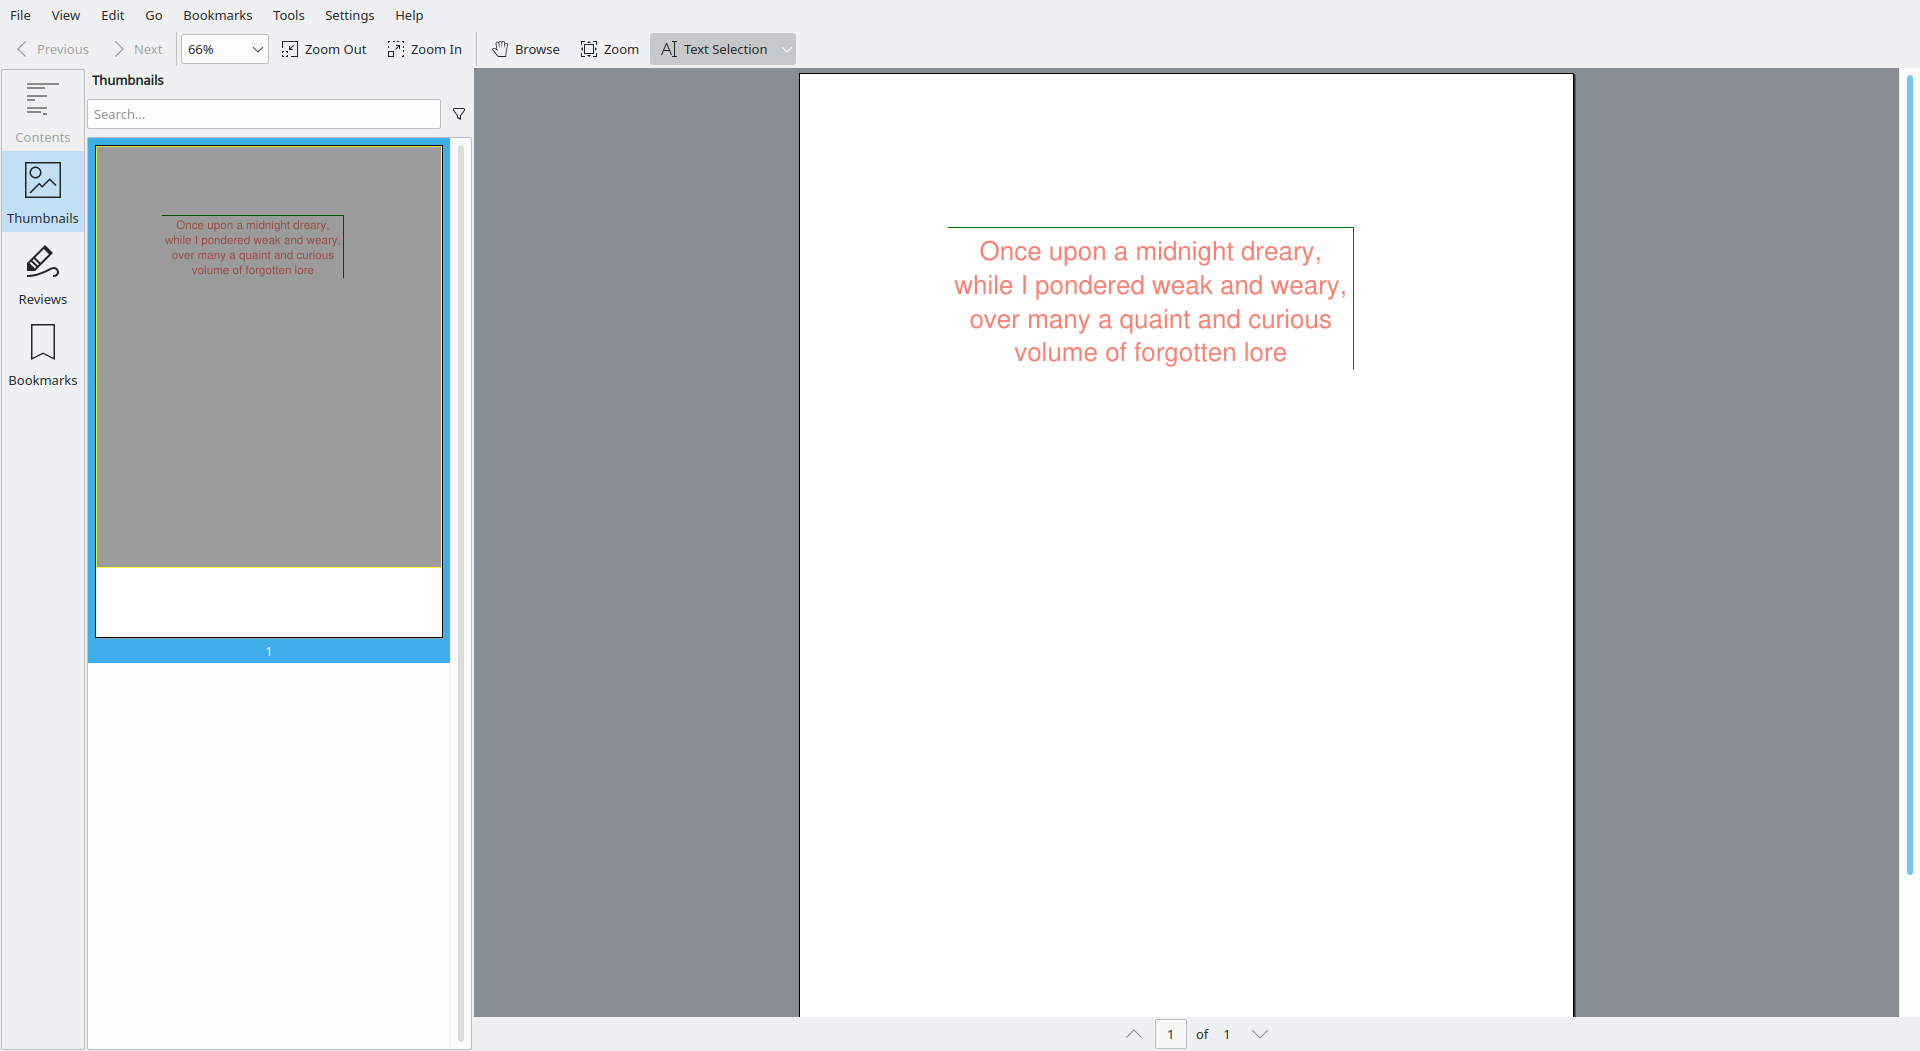 File View Edit Go Bookmarks Tools Settings Help
Previous Next 66% Zoom Out Zoom In Browse Zoom Text Selection
Contents
Thumbnails
Reviews
Bookmarks
Thumbnails
Search...
Once upon a midnight dreary,
while I pondered weak and weary,
over many a quaint and curious
volume of forgotten lore
1
Once upon a midnight dreary,
while I pondered weak and weary,
over many a quaint and curious
volume of forgotten lore
1 of 1